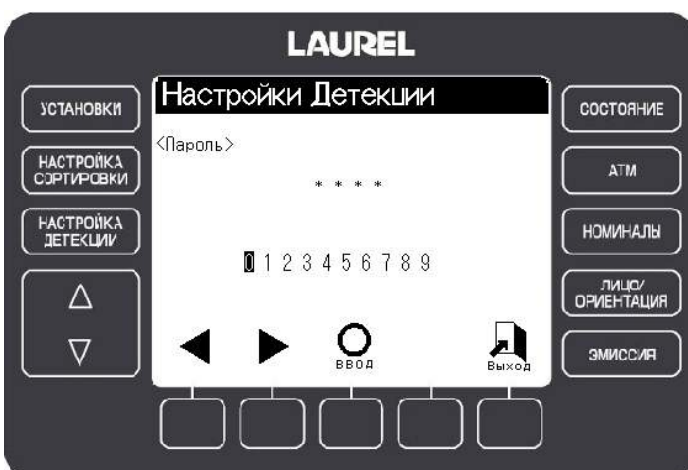 LAUREL
Настройки Детекции
<Пароль>
* * * *
0 1 2 3 4 5 6 7 8 9
ВВОД
Выход
УСТАНОВКИ
НАСТРОЙКА
СОРТИРОВКИ
НАСТРОЙКА
ДЕТЕКЦИИ
СОСТОЯНИЕ
АТМ
НОМИНАЛЫ
ЛИЦО/
ОРИЕНТАЦИЯ
ЭМИССИЯ